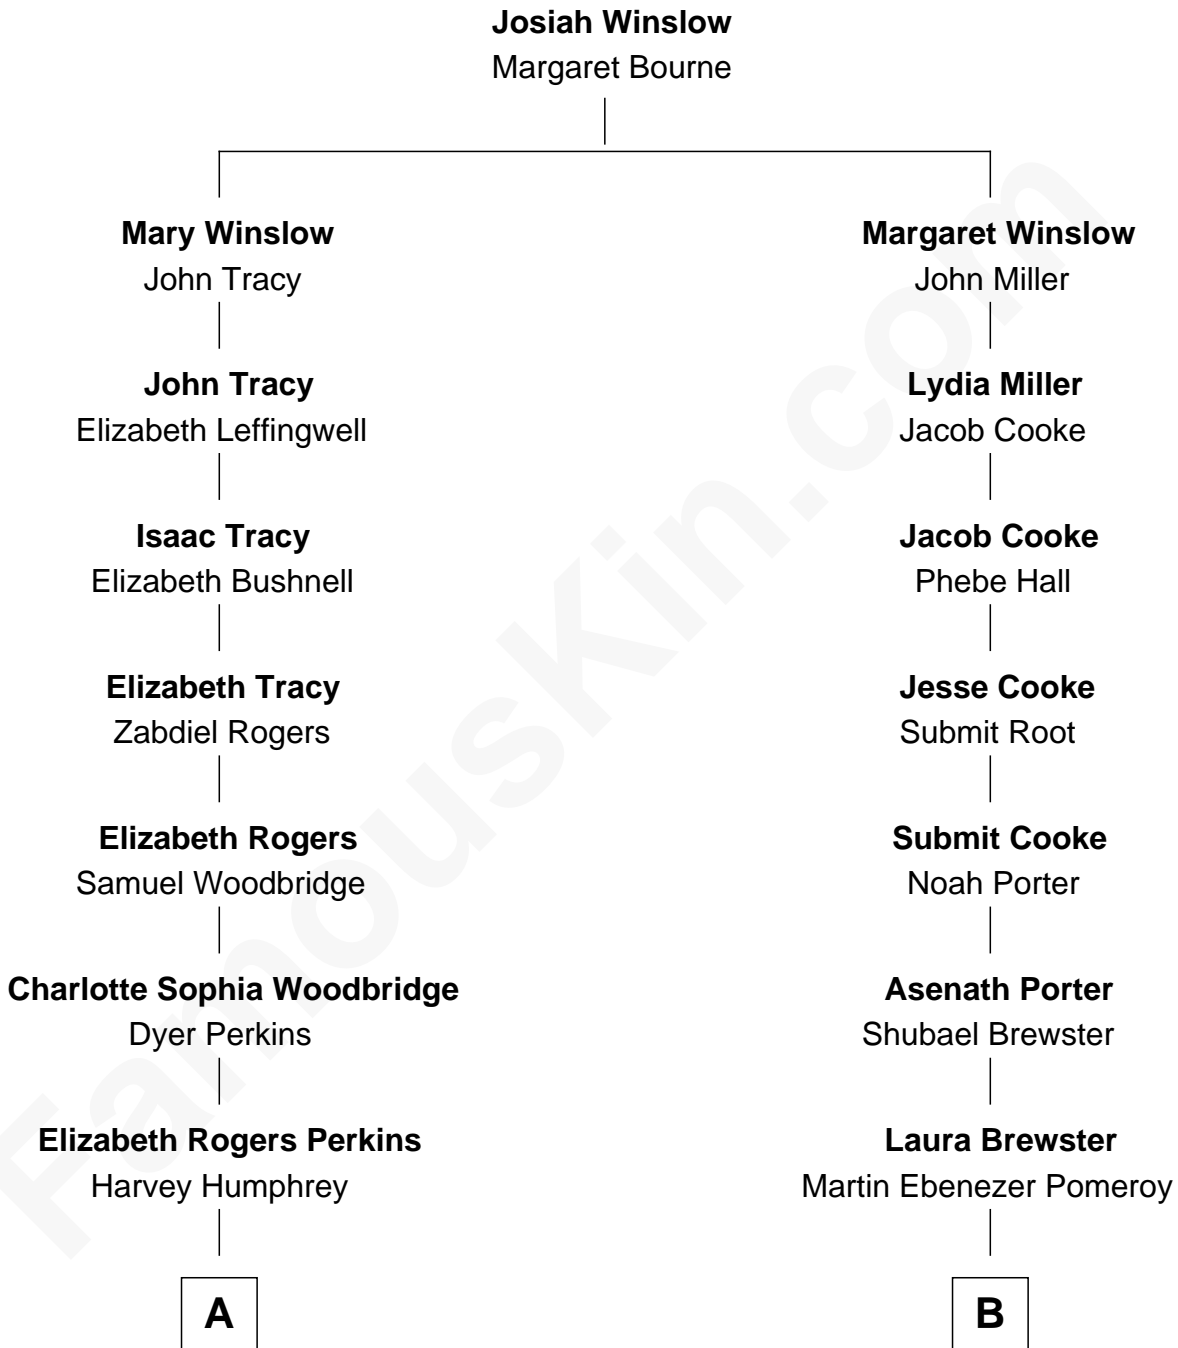 Josiah Winslow
Margaret Bourne
Mary Winslow
John Tracy
Margaret Winslow
John Miller
John Tracy
Elizabeth Leffingwell
Lydia Miller
Jacob Cooke
Isaac Tracy
Elizabeth Bushnell
Jacob Cooke
Phebe Hall
Elizabeth Tracy
Zabdiel Rogers
Jesse Cooke
Submit Root
Elizabeth Rogers
Samuel Woodbridge
Submit Cooke
Noah Porter
Charlotte Sophia Woodbridge
Dyer Perkins
Asenath Porter
Shubael Brewster
Elizabeth Rogers Perkins
Harvey Humphrey
Laura Brewster
Martin Ebenezer Pomeroy
A
B
FamousKin.com